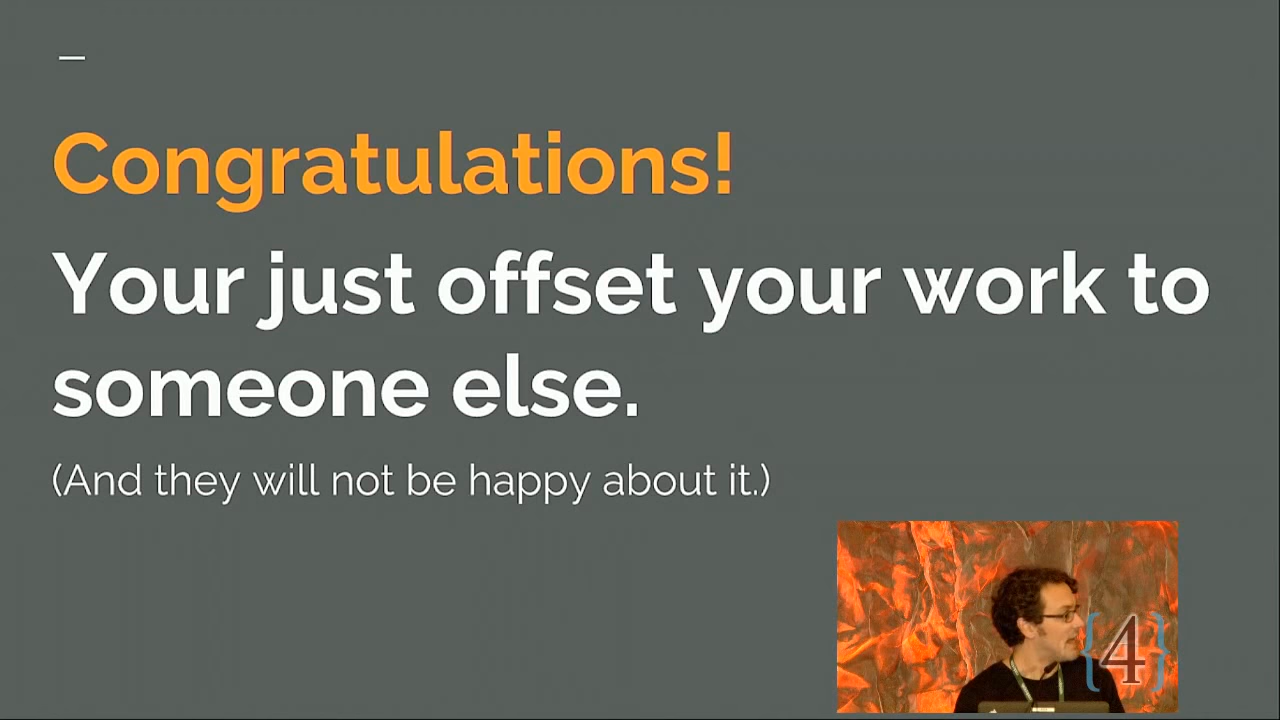 Congratulations!
Your just offset your work to
someone else.
(And they will not be happy about it.)
{4}